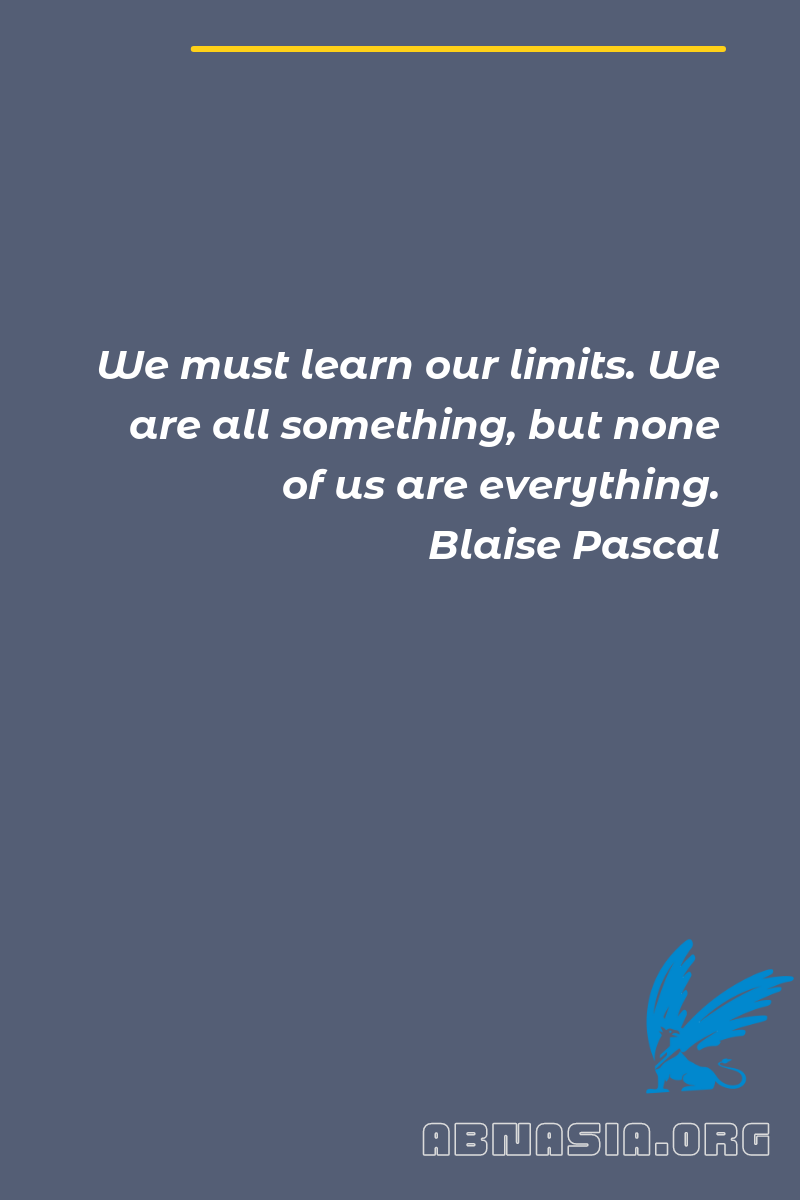 We must learn our limits. We
are all something, but none
of us are everything.
Blaise Pascal
ABNASIA.ORG